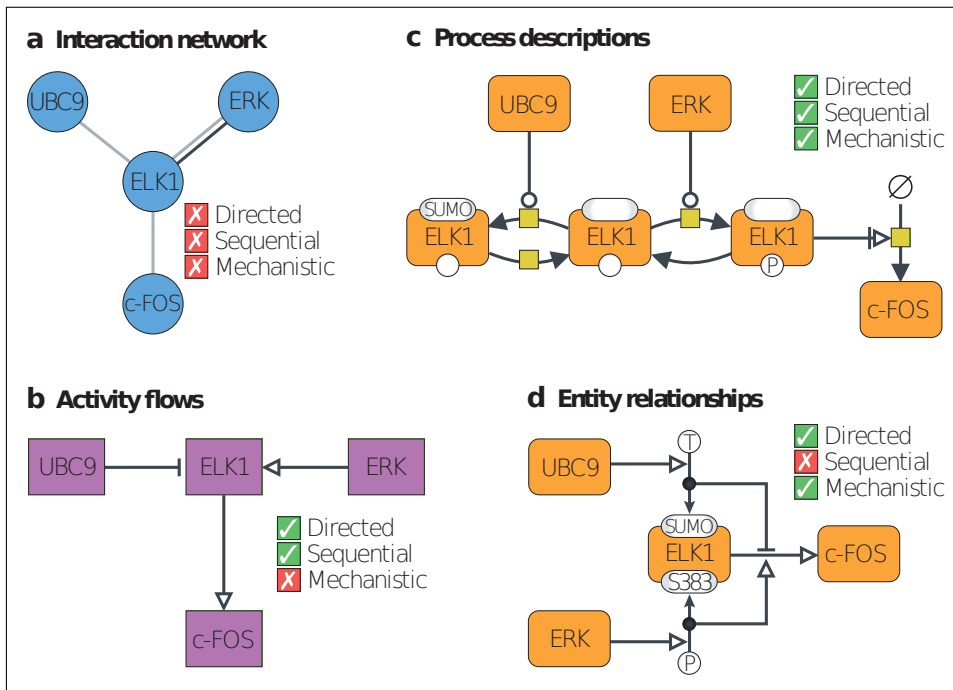 a Interaction network
UBC9
ERK
ELK1
c-FOS
✗ Directed
✗ Sequential
✗ Mechanistic
b Activity flows
UBC9
ELK1
ERK
c-FOS
✓ Directed
✓ Sequential
✗ Mechanistic
c Process descriptions
UBC9
ERK
✓ Directed
✓ Sequential
✓ Mechanistic
∅
SUMO
ELK1
ELK1
ELK1
P
c-FOS
d Entity relationships
T
UBC9
✓ Directed
✗ Sequential
✓ Mechanistic
SUMO
ELK1
S383
c-FOS
ERK
P